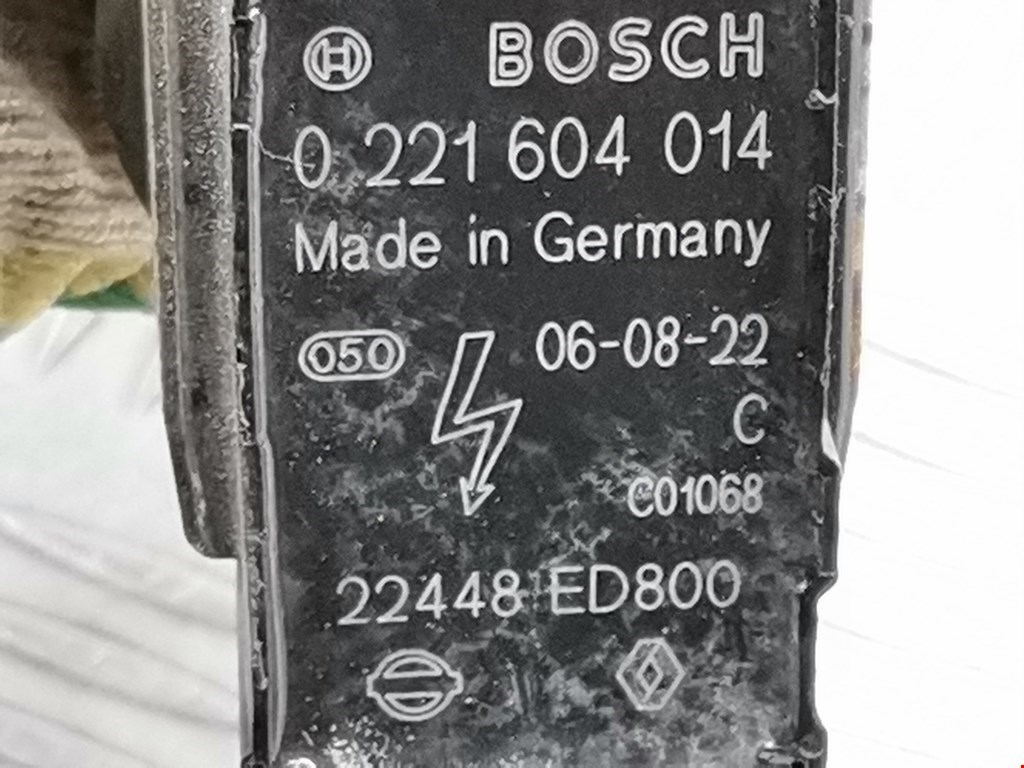 BOSCH
0 221 604 014
Made in Germany
050 06-08-22
C
C01068
22448 ED800